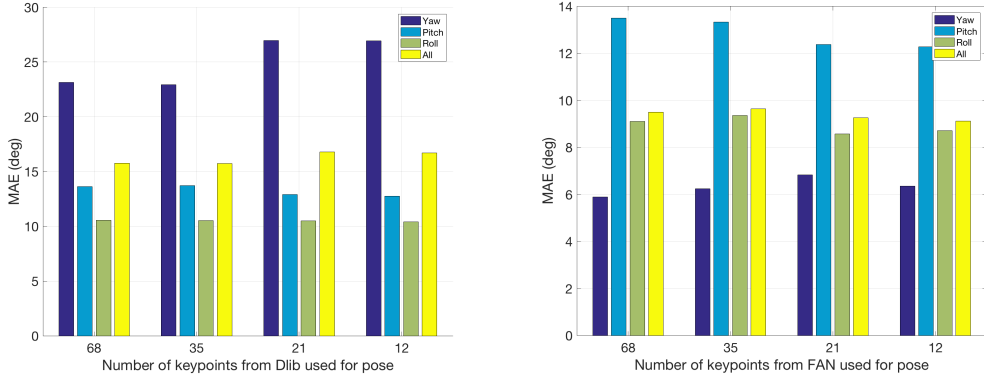 30
25
20
15
10
5
0
MAE (deg)
68 35 21 12
Number of keypoints from Dlib used for pose
Yaw
Pitch
Roll
All
14
12
10
8
6
4
2
0
MAE (deg)
68 35 21 12
Number of keypoints from FAN used for pose
Yaw
Pitch
Roll
All